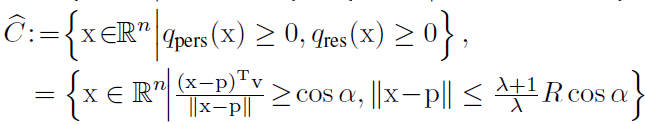 Ĉ := {x∈ℝⁿ | q_pers(x) ≥ 0, q_res(x) ≥ 0},
= {x ∈ ℝⁿ | (x−p)ᵀv / ‖x−p‖ ≥ cos α, ‖x−p‖ ≤ (λ+1)/λ R cos α}